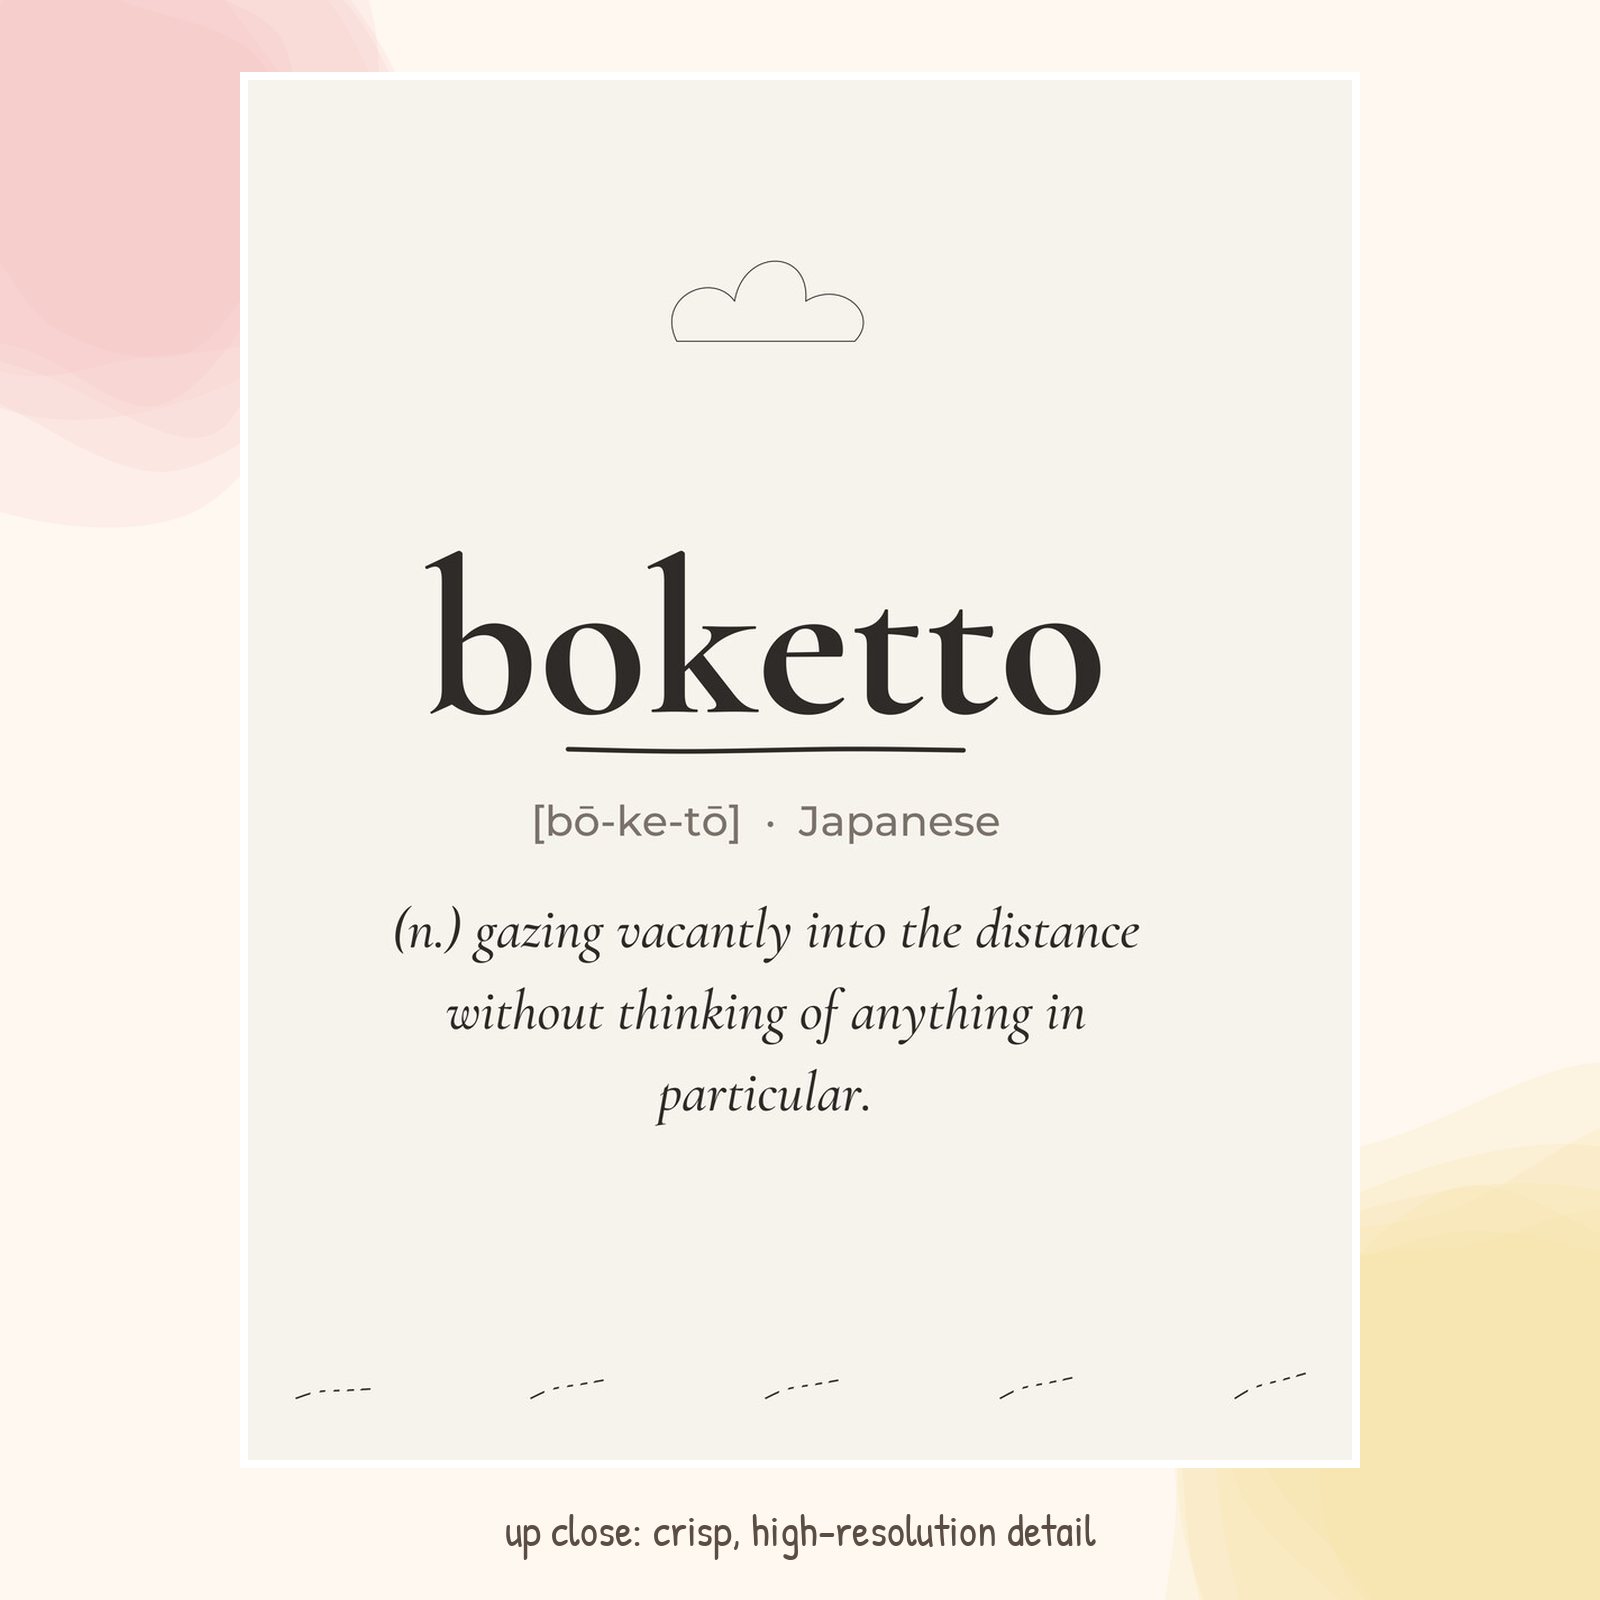 boketto
[bō-ke-tō] · Japanese
(n.) gazing vacantly into the distance
without thinking of anything in
particular.
up close: crisp, high-resolution detail